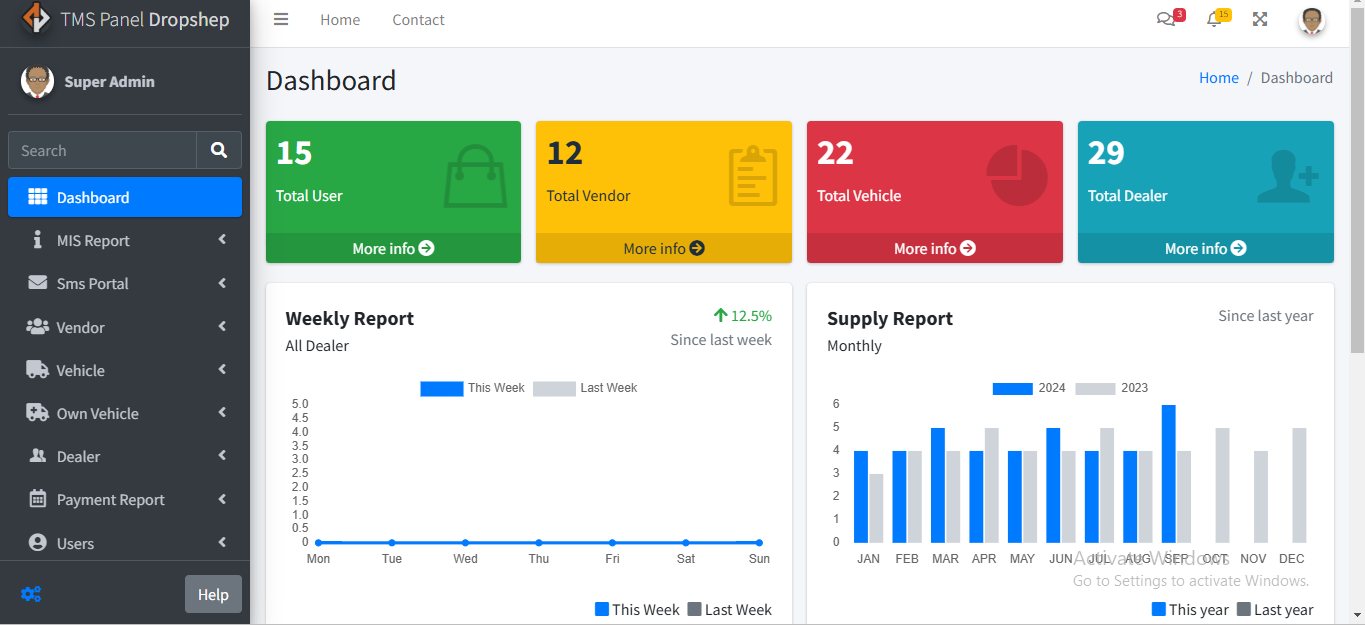 TMS Panel Dropshep
Home Contact
3
15
Super Admin
Search
Dashboard
MIS Report
Sms Portal
Vendor
Vehicle
Own Vehicle
Dealer
Payment Report
Users
Help
Dashboard
Home / Dashboard
15
Total User
More info
12
Total Vendor
More info
22
Total Vehicle
More info
29
Total Dealer
More info
Weekly Report
All Dealer
12.5%
Since last week
This Week Last Week
5.0
4.5
4.0
3.5
3.0
2.5
2.0
1.5
1.0
0.5
0
Mon Tue Wed Thu Fri Sat Sun
This Week Last Week
Supply Report
Monthly
Since last year
2024 2023
6
5
4
3
2
1
0
JAN FEB MAR APR MAY JUN JUL AUG SEP OCT NOV DEC
Activate Windows
Go to Settings to activate Windows.
This year Last year